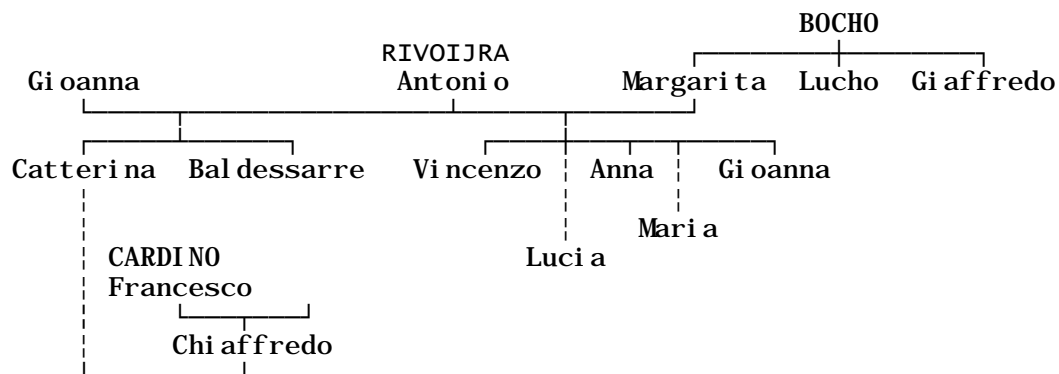 BOCHO
RIVOIJRA
Gioanna Antonio Margarita Lucho Giaffredo
Catterina Baldessarre Vincenzo Anna Gioanna
Maria
CARDINO Lucia
Francesco
Chiaffredo